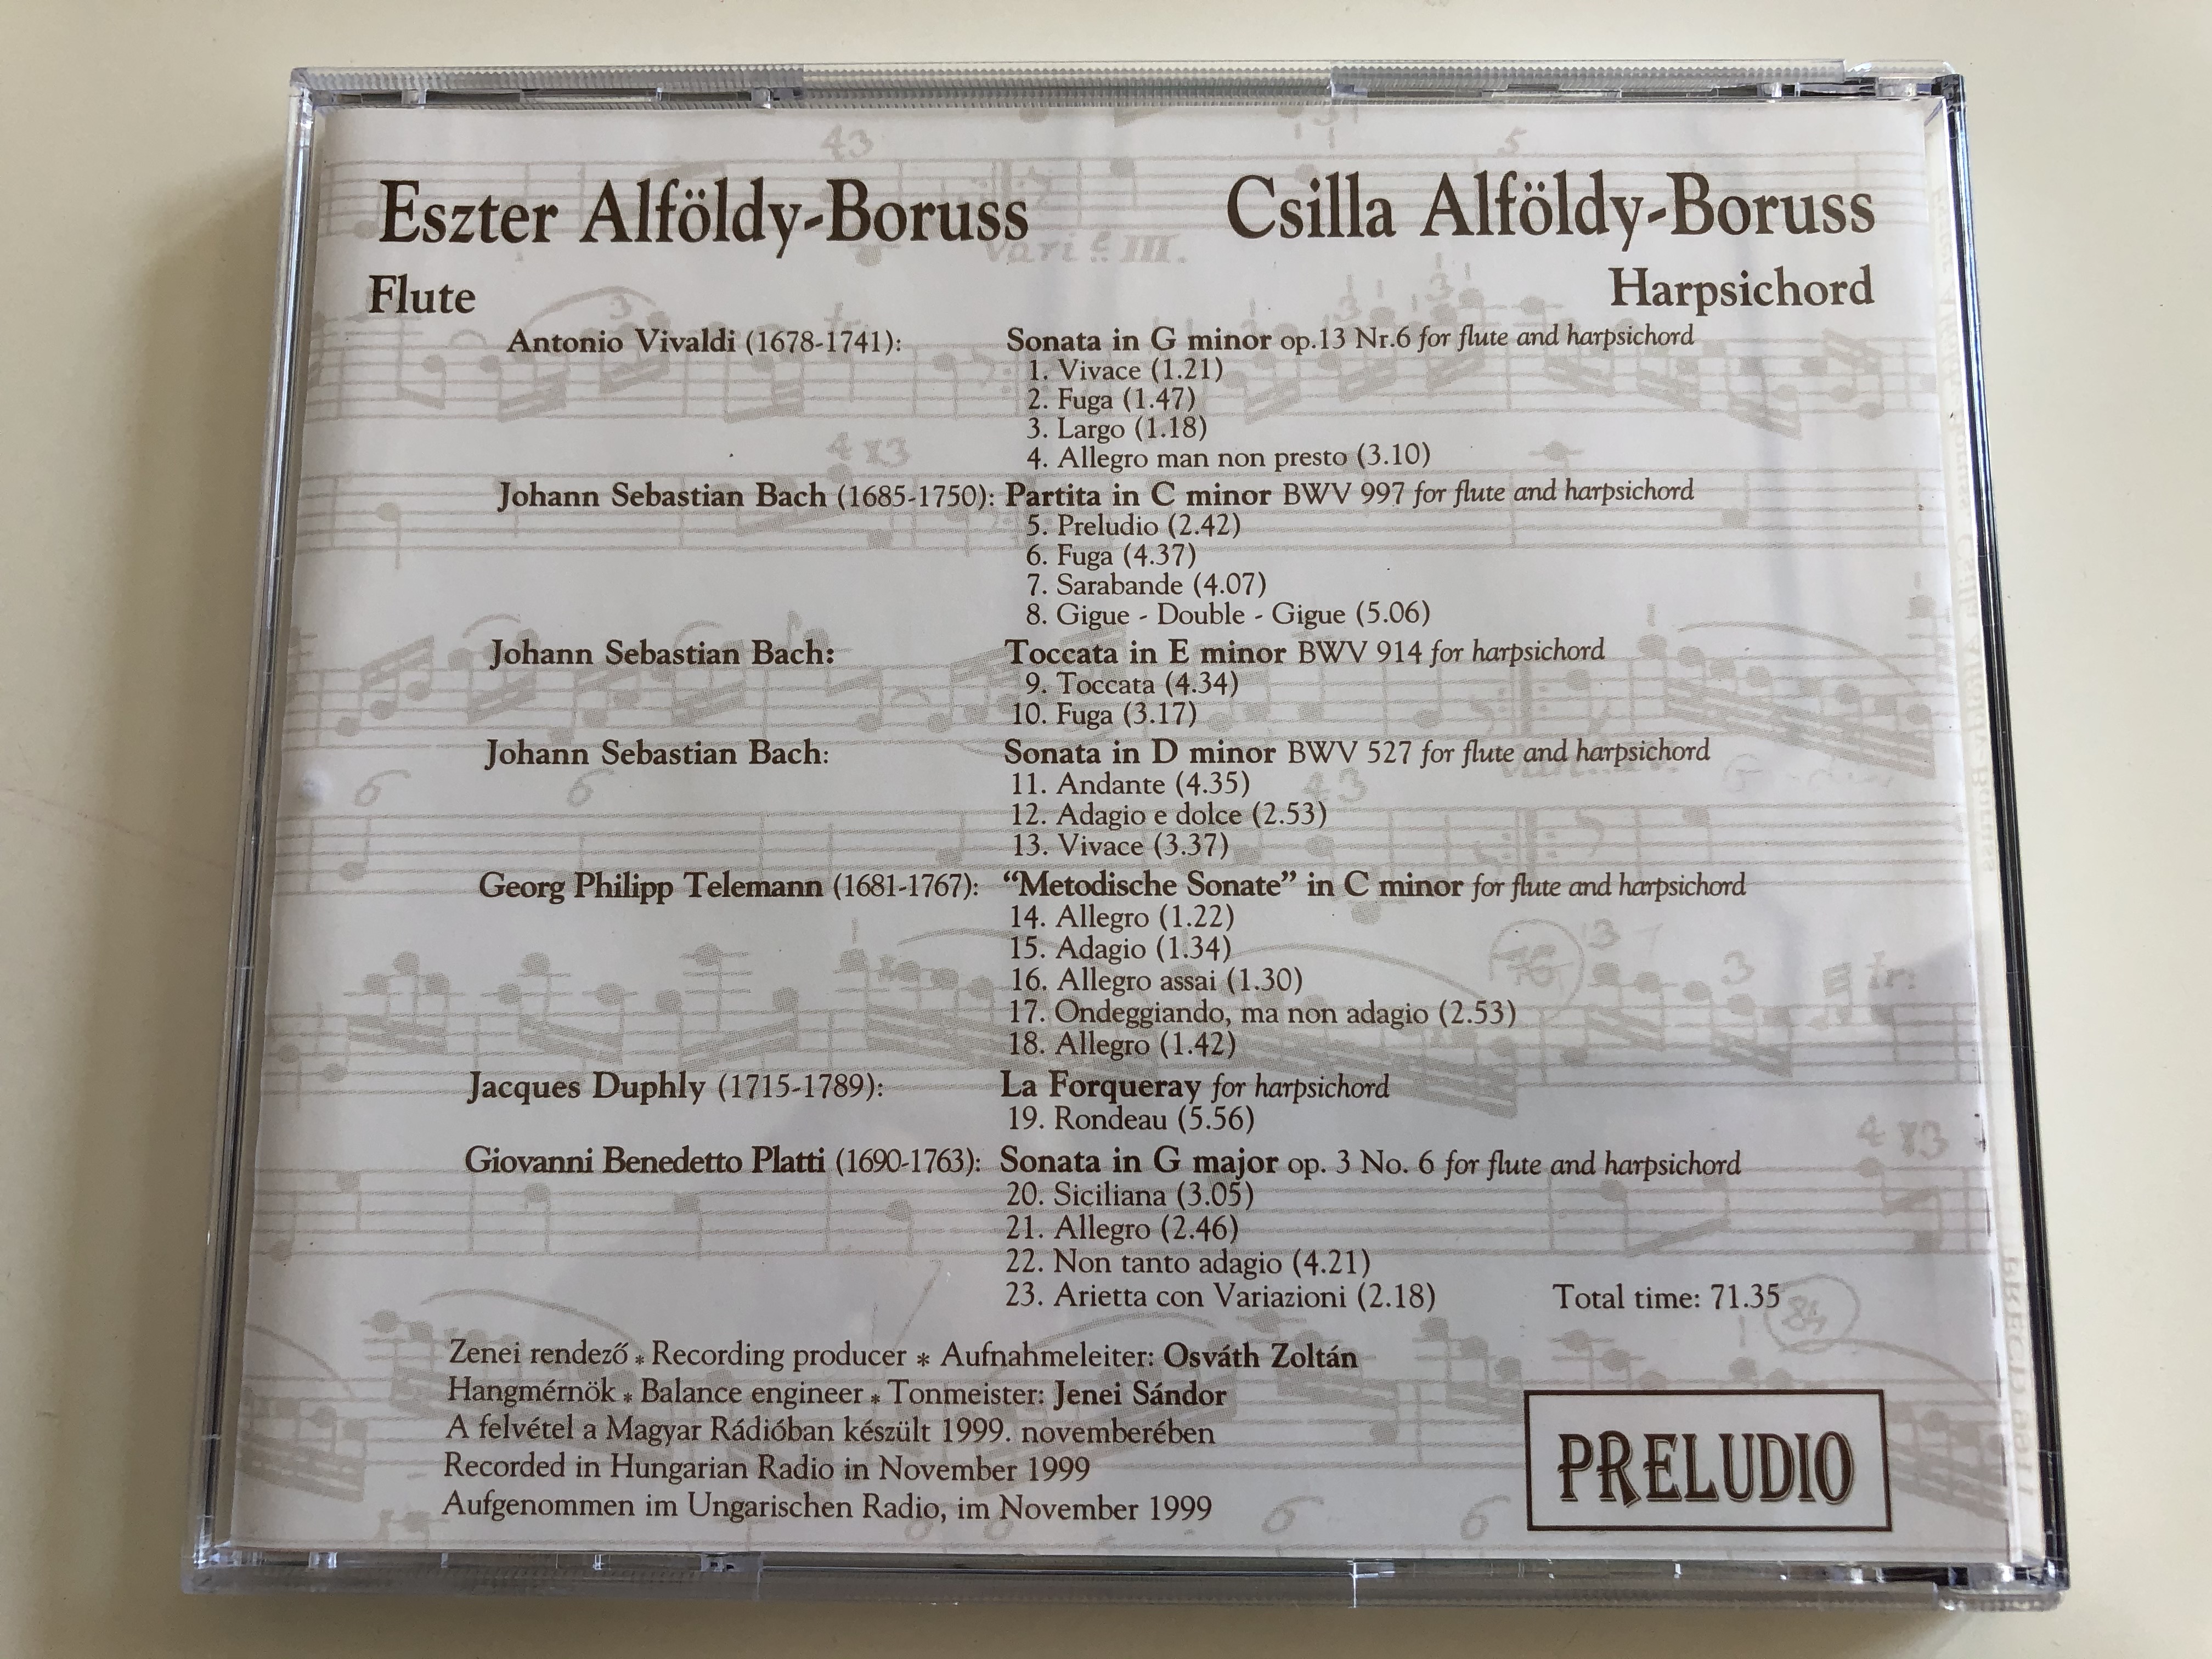 Eszter Alföldy-Boruss
Csilla Alföldy-Boruss
Flute
Harpsichord
Antonio Vivaldi (1678-1741): Sonata in G minor op.13 Nr.6 for flute and harpsichord
1. Vivace (1.21)
2. Fuga (1.47)
3. Largo (1.18)
4. Allegro man non presto (3.10)
Johann Sebastian Bach (1685-1750): Partita in C minor BWV 997 for flute and harpsichord
5. Preludio (2.42)
6. Fuga (4.37)
7. Sarabande (4.07)
8. Gigue - Double - Gigue (5.06)
Johann Sebastian Bach: Toccata in E minor BWV 914 for harpsichord
9. Toccata (4.34)
10. Fuga (3.17)
Johann Sebastian Bach: Sonata in D minor BWV 527 for flute and harpsichord
11. Andante (4.35)
12. Adagio e dolce (2.53)
13. Vivace (3.37)
Georg Philipp Telemann (1681-1767): “Metodische Sonate” in C minor for flute and harpsichord
14. Allegro (1.22)
15. Adagio (1.34)
16. Allegro assai (1.30)
17. Ondeggiando, ma non adagio (2.53)
18. Allegro (1.42)
Jacques Duphly (1715-1789): La Forqueray for harpsichord
19. Rondeau (5.56)
Giovanni Benedetto Platti (1690-1763): Sonata in G major op. 3 No. 6 for flute and harpsichord
20. Siciliana (3.05)
21. Allegro (2.46)
22. Non tanto adagio (4.21)
23. Arietta con Variazioni (2.18) Total time: 71.35
Zenei rendező * Recording producer * Aufnahmeleiter: Osváth Zoltán
Hangmérnök * Balance engineer * Tonmeister: Jenei Sándor
A felvétel a Magyar Rádióban készült 1999. novemberében
Recorded in Hungarian Radio in November 1999
Aufgenommen im Ungarischen Radio, im November 1999
PRELUDIO